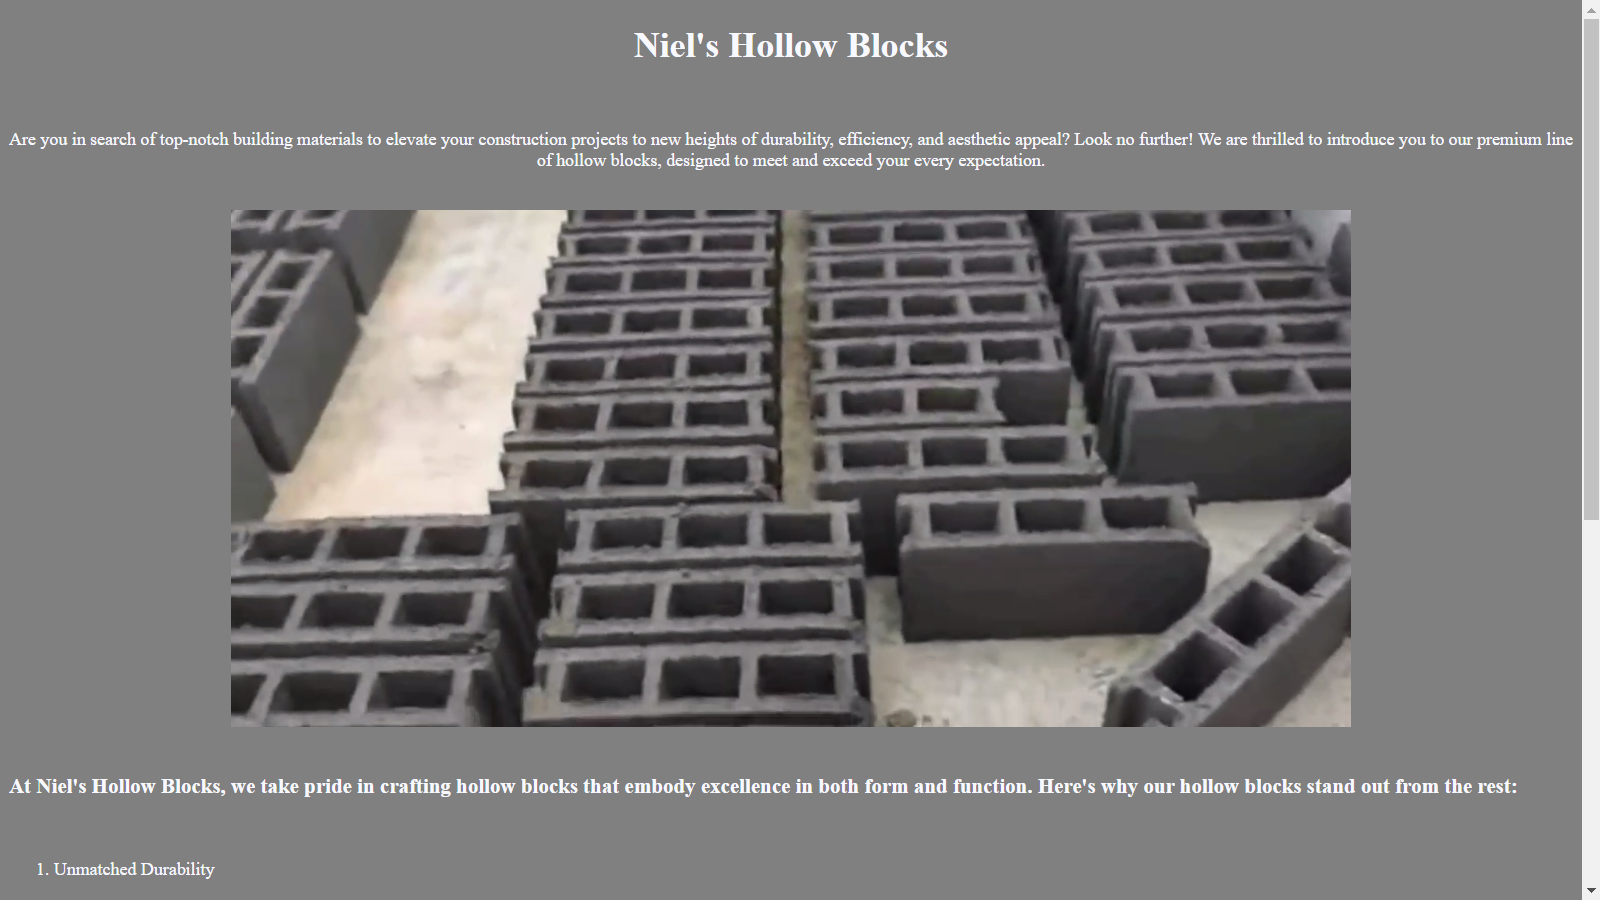 Niel's Hollow Blocks
Are you in search of top-notch building materials to elevate your construction projects to new heights of durability, efficiency, and aesthetic appeal? Look no further! We are thrilled to introduce you to our premium line
of hollow blocks, designed to meet and exceed your every expectation.
At Niel's Hollow Blocks, we take pride in crafting hollow blocks that embody excellence in both form and function. Here's why our hollow blocks stand out from the rest:
1. Unmatched Durability